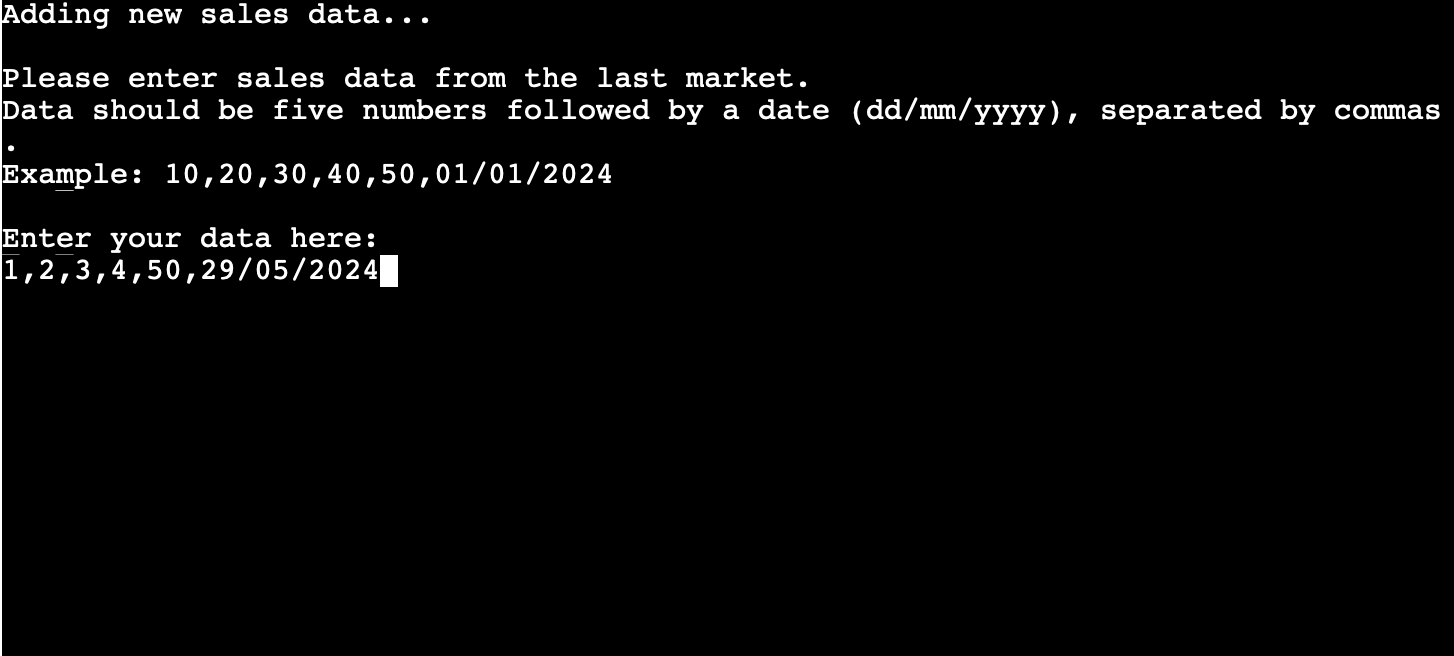 Adding new sales data...
Please enter sales data from the last market.
Data should be five numbers followed by a date (dd/mm/yyyy), separated by commas
.
Example: 10,20,30,40,50,01/01/2024
Enter your data here:
1,2,3,4,50,29/05/2024